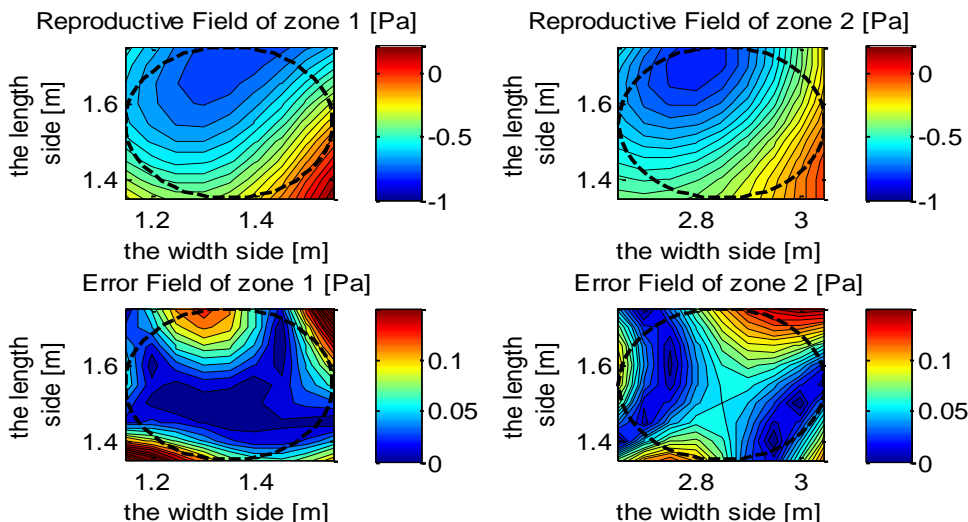 Reproductive Field of zone 1 [Pa]
the length
side [m]
1.6
1.4
1.2
1.4
the width side [m]
0
-0.5
-1
Reproductive Field of zone 2 [Pa]
the length
side [m]
1.6
1.4
2.8
3
the width side [m]
0
-0.5
-1
Error Field of zone 1 [Pa]
the length
side [m]
1.6
1.4
1.2
1.4
the width side [m]
0.1
0.05
0
Error Field of zone 2 [Pa]
the length
side [m]
1.6
1.4
2.8
3
the width side [m]
0.1
0.05
0